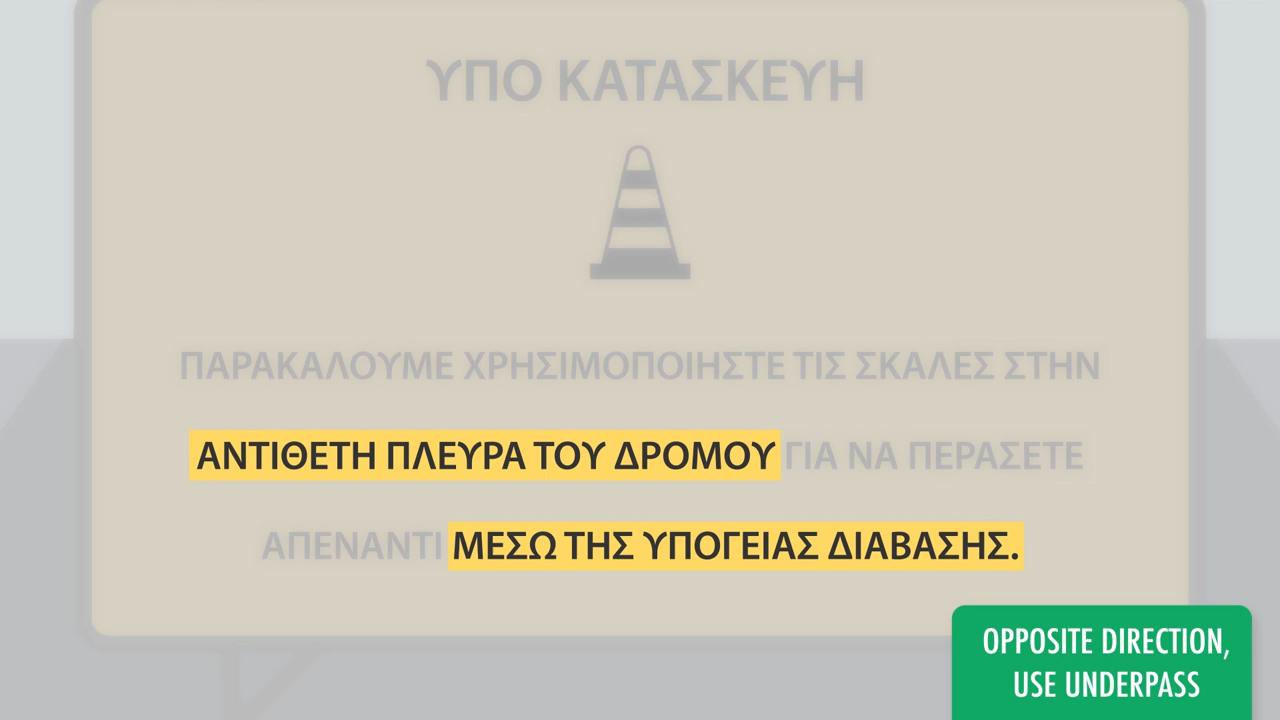 ΥΠΟ ΚΑΤΑΣΚΕΥΗ
ΠΑΡΑΚΑΛΟΥΜΕ ΧΡΗΣΙΜΟΠΟΙΗΣΤΕ ΤΙΣ ΣΚΑΛΕΣ ΣΤΗΝ
ΑΝΤΙΘΕΤΗ ΠΛΕΥΡΑ ΤΟΥ ΔΡΟΜΟΥ ΓΙΑ ΝΑ ΠΕΡΑΣΕΤΕ
ΑΠΕΝΑΝΤΙ ΜΕΣΩ ΤΗΣ ΥΠΟΓΕΙΑΣ ΔΙΑΒΑΣΗΣ.
OPPOSITE DIRECTION,
USE UNDERPASS